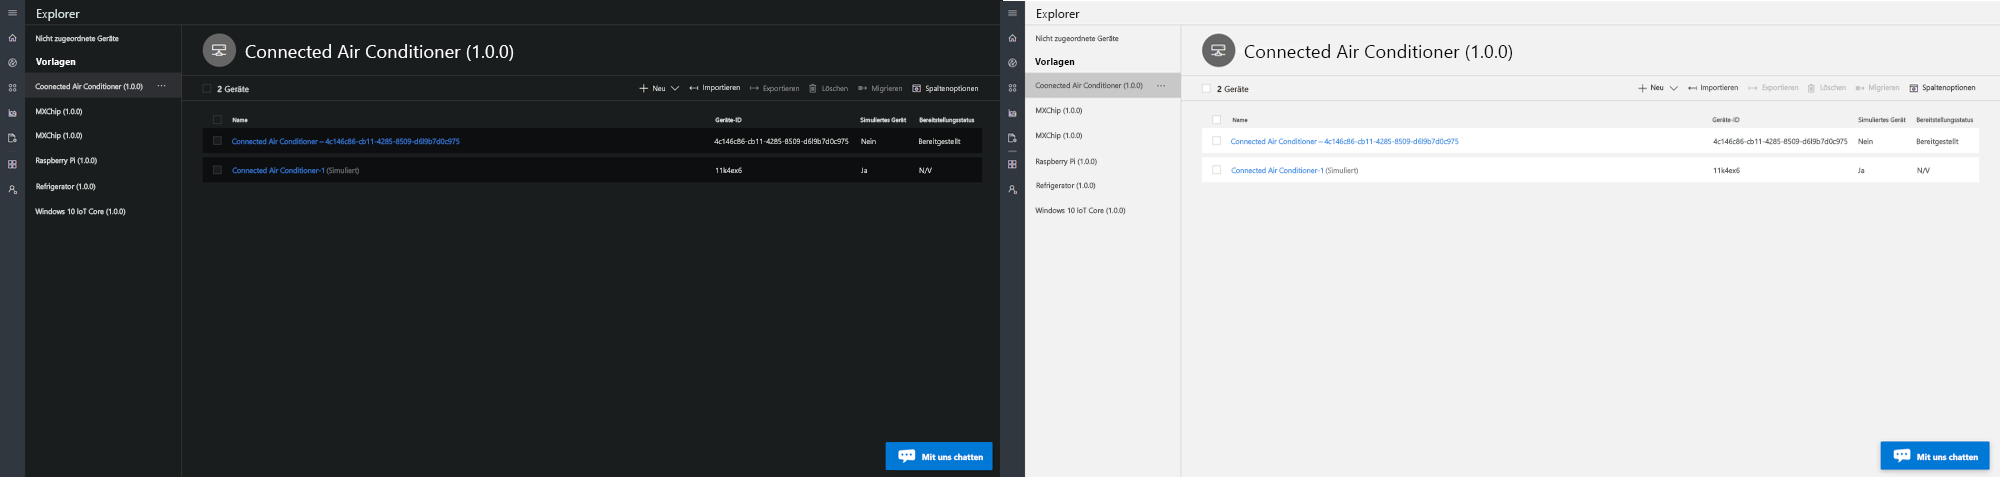 Explorer
Nicht zugeordnete Geräte
Vorlagen
Coonected Air Conditioner (1.0.0) ...
MXChip (1.0.0)
MXChip (1.0.0)
Raspberry Pi (1.0.0)
Refrigerator (1.0.0)
Windows 10 IoT Core (1.0.0)
Connected Air Conditioner (1.0.0)
2 Geräte
Neu Importieren Exportieren Löschen Migrieren Spaltenoptionen
Name Geräte-ID Simuliertes Gerät Bereitstellungsstatus
Connected Air Conditioner – 4c146c86-cb11-4285-8509-d6l9b7d0c975 4c146c86-cb11-4285-8509-d6l9b7d0c975 Nein Bereitgestellt
Connected Air Conditioner-1 (Simuliert) 11k4ex6 Ja N/V
Mit uns chatten
Explorer
Nicht zugeordnete Geräte
Vorlagen
Coonected Air Conditioner (1.0.0) ...
MXChip (1.0.0)
MXChip (1.0.0)
Raspberry Pi (1.0.0)
Refrigerator (1.0.0)
Windows 10 IoT Core (1.0.0)
Connected Air Conditioner (1.0.0)
2 Geräte
Neu Importieren Exportieren Löschen Migrieren Spaltenoptionen
Name Geräte-ID Simuliertes Gerät Bereitstellungsstatus
Connected Air Conditioner – 4c146c86-cb11-4285-8509-d6l9b7d0c975 4c146c86-cb11-4285-8509-d6l9b7d0c975 Nein Bereitgestellt
Connected Air Conditioner-1 (Simuliert) 11k4ex6 Ja N/V
Mit uns chatten